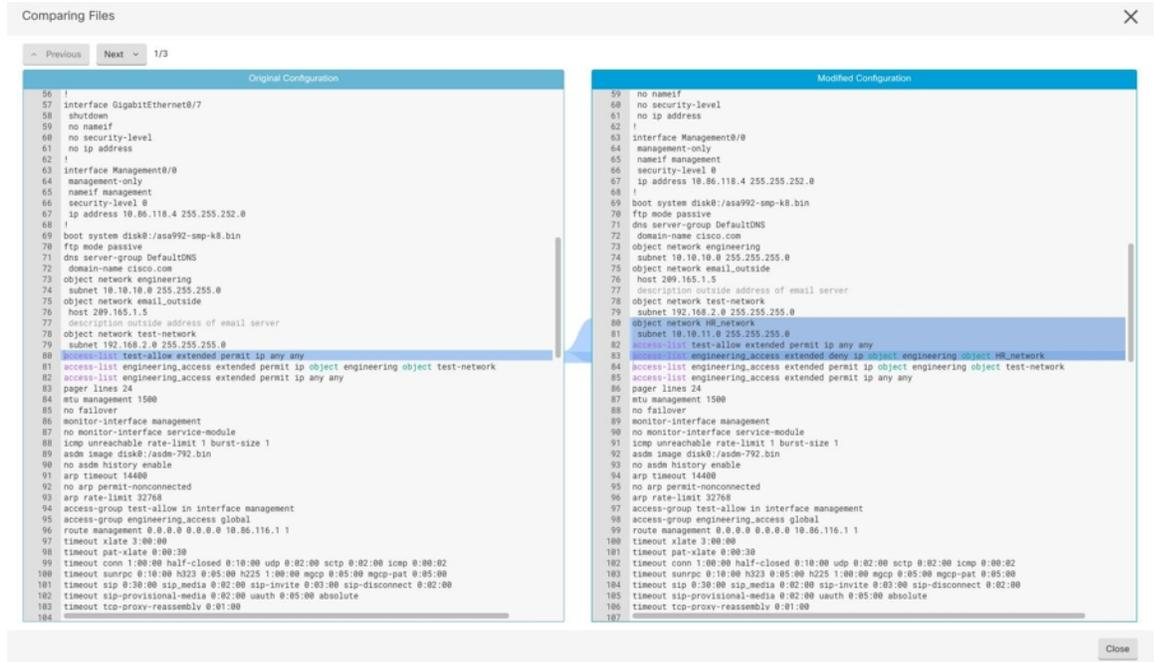 Comparing Files
Previous Next 1/3
Original Configuration
56 !
57 interface GigabitEthernet0/7
58 shutdown
59 no nameif
60 no security-level
61 no ip address
62 !
63 interface Management0/0
64 management-only
65 nameif management
66 security-level 0
67 ip address 10.86.118.4 255.255.252.0
68 !
69 boot system disk0:/asa992-smp-k8.bin
70 ftp mode passive
71 dns server-group DefaultDNS
72 domain-name cisco.com
73 object network engineering
74 subnet 10.10.10.0 255.255.255.0
75 object network email_outside
76 host 209.165.1.5
77 description outside address of email server
78 object network test-network
79 subnet 192.168.2.0 255.255.255.0
80 access-list test-allow extended permit ip any any
81 access-list engineering_access extended permit ip object engineering object test-network
82 access-list engineering_access extended permit ip any any
83 pager lines 24
84 mtu management 1500
85 no failover
86 monitor-interface management
87 no monitor-interface service-module
88 icmp unreachable rate-limit 1 burst-size 1
89 asdm image disk0:/asdm-792.bin
90 no asdm history enable
91 arp timeout 14400
92 no arp permit-nonconnected
93 arp rate-limit 32768
94 access-group test-allow in interface management
95 access-group engineering_access global
96 route management 0.0.0.0 0.0.0.0 10.86.116.1 1
97 timeout xlate 3:00:00
98 timeout pat-xlate 0:00:30
99 timeout conn 1:00:00 half-closed 0:10:00 udp 0:02:00 sctp 0:02:00 icmp 0:00:02
100 timeout sunrpc 0:10:00 h323 0:05:00 h225 1:00:00 mgcp 0:05:00 mgcp-pat 0:05:00
101 timeout sip 0:30:00 sip_media 0:02:00 sip-invite 0:03:00 sip-disconnect 0:02:00
102 timeout sip-provisional-media 0:02:00 uauth 0:05:00 absolute
103 timeout tcp-proxy-reassembly 0:01:00
104
Modified Configuration
59 no nameif
60 no security-level
61 no ip address
62 !
63 interface Management0/0
64 management-only
65 nameif management
66 security-level 0
67 ip address 10.86.118.4 255.255.252.0
68 !
69 boot system disk0:/asa992-smp-k8.bin
70 ftp mode passive
71 dns server-group DefaultDNS
72 domain-name cisco.com
73 object network engineering
74 subnet 10.10.10.0 255.255.255.0
75 object network email_outside
76 host 209.165.1.5
77 description outside address of email server
78 object network test-network
79 subnet 192.168.2.0 255.255.255.0
80 object network HR_network
81 subnet 10.10.11.0 255.255.255.0
82 access-list test-allow extended permit ip any any
83 access-list engineering_access extended deny ip object engineering object HR_network
84 access-list engineering_access extended permit ip object engineering object test-network
85 access-list engineering_access extended permit ip any any
86 pager lines 24
87 mtu management 1500
88 no failover
89 monitor-interface management
90 no monitor-interface service-module
91 icmp unreachable rate-limit 1 burst-size 1
92 asdm image disk0:/asdm-792.bin
93 no asdm history enable
94 arp timeout 14400
95 no arp permit-nonconnected
96 arp rate-limit 32768
97 access-group test-allow in interface management
98 access-group engineering_access global
99 route management 0.0.0.0 0.0.0.0 10.86.116.1 1
100 timeout xlate 3:00:00
101 timeout pat-xlate 0:00:30
102 timeout conn 1:00:00 half-closed 0:10:00 udp 0:02:00 sctp 0:02:00 icmp 0:00:02
103 timeout sunrpc 0:10:00 h323 0:05:00 h225 1:00:00 mgcp 0:05:00 mgcp-pat 0:05:00
104 timeout sip 0:30:00 sip_media 0:02:00 sip-invite 0:03:00 sip-disconnect 0:02:00
105 timeout sip-provisional-media 0:02:00 uauth 0:05:00 absolute
106 timeout tcp-proxy-reassembly 0:01:00
107
Close